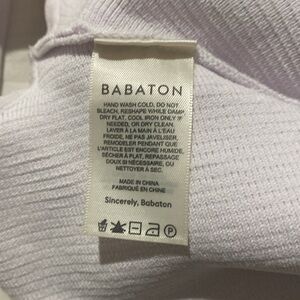 BABATON
HAND WASH COLD, DO NOT
BLEACH, RESHAPE WHILE DAMP,
DRY FLAT, COOL IRON ONLY IF
NEEDED, OR DRY CLEAN.
LAVER À LA MAIN À L'EAU
FROIDE, NE PAS JAVELISER,
REMODELER PENDANT QUE
L'ARTICLE EST ENCORE HUMIDE,
SÉCHER À PLAT, REPASSAGE
DOUX SI NÉCESSAIRE, OU
NETTOYER À SEC.
MADE IN CHINA
FABRIQUÉ EN CHINE
Sincerely, Babaton
P